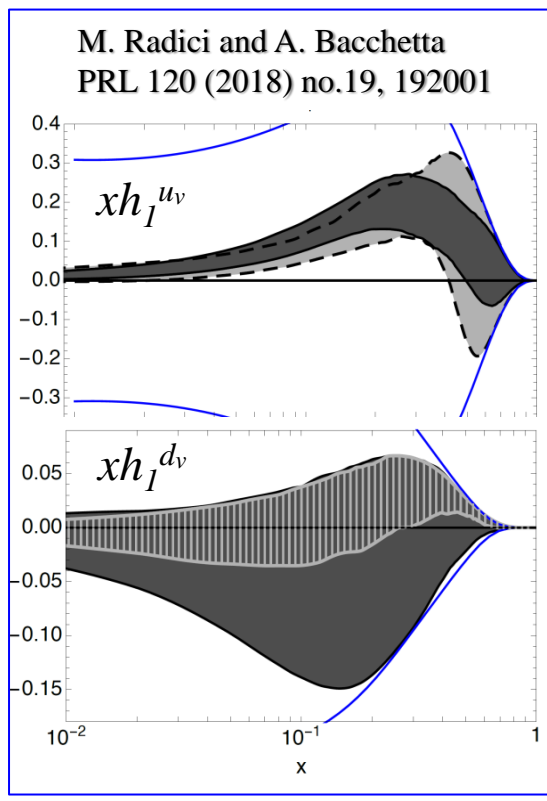 M. Radici and A. Bacchetta
PRL 120 (2018) no.19, 192001
0.4
0.3
xh₁ᵘᵛ
0.2
0.1
0.0
-0.1
-0.2
-0.3
xh₁ᵈᵛ
0.05
0.00
-0.05
-0.10
-0.15
10⁻² 10⁻¹ 1
x